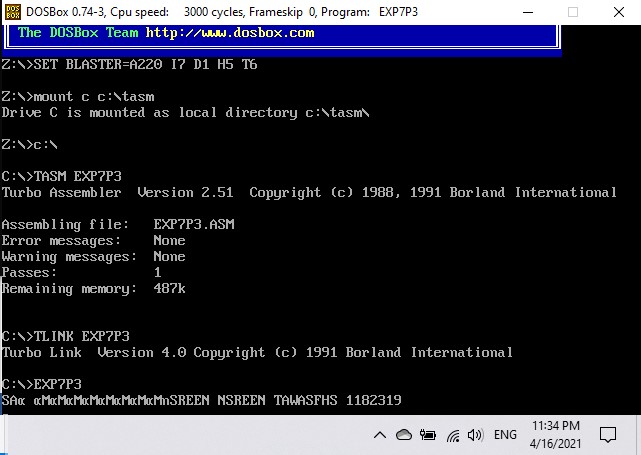 DOSBox 0.74-3, Cpu speed: 3000 cycles, Frameskip 0, Program: EXP7P3
The DOSBox Team http://www.dosbox.com
Z:\>SET BLASTER=A220 I7 D1 H5 T6
Z:\>mount c c:\tasm
Drive C is mounted as local directory c:\tasm\
Z:\>c:\
C:\>TASM EXP7P3
Turbo Assembler Version 2.51 Copyright (c) 1988, 1991 Borland International
Assembling file: EXP7P3.ASM
Error messages: None
Warning messages: None
Passes: 1
Remaining memory: 487k
C:\>TLINK EXP7P3
Turbo Link Version 4.0 Copyright (c) 1991 Borland International
C:\>EXP7P3
SAα αMαMαMαMαMαMαMαMnSREEN NSREEN TAWASFHS 1182319
ENG
11:34 PM
4/16/2021